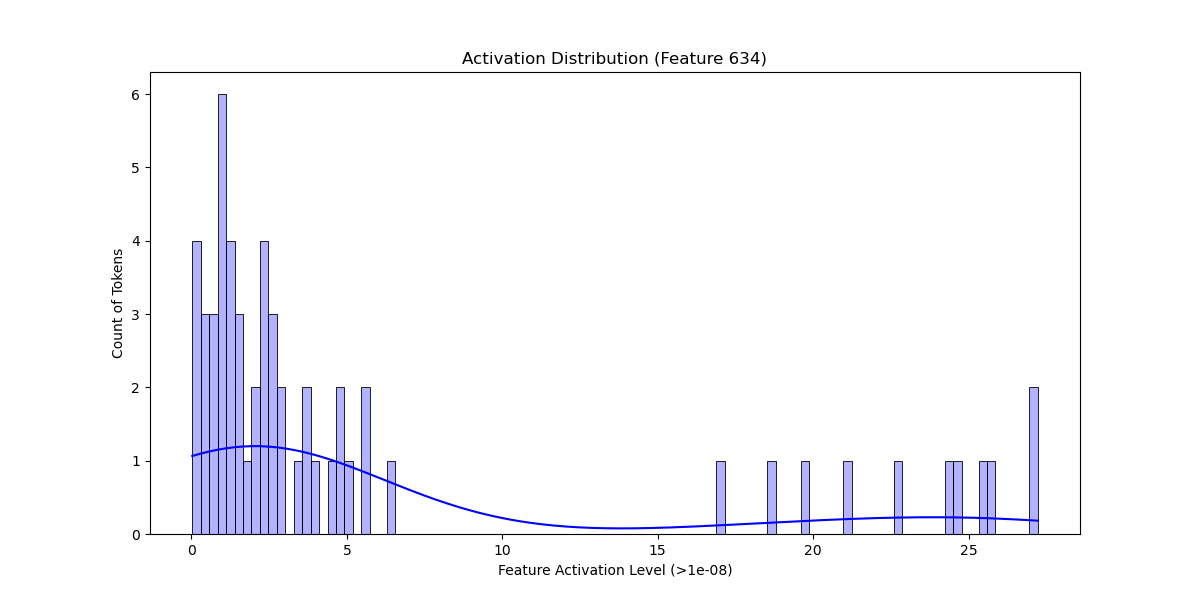 Activation Distribution (Feature 634)
6
5
4
3
2
1
0
Count of Tokens
0 5 10 15 20 25
Feature Activation Level (>1e-08)